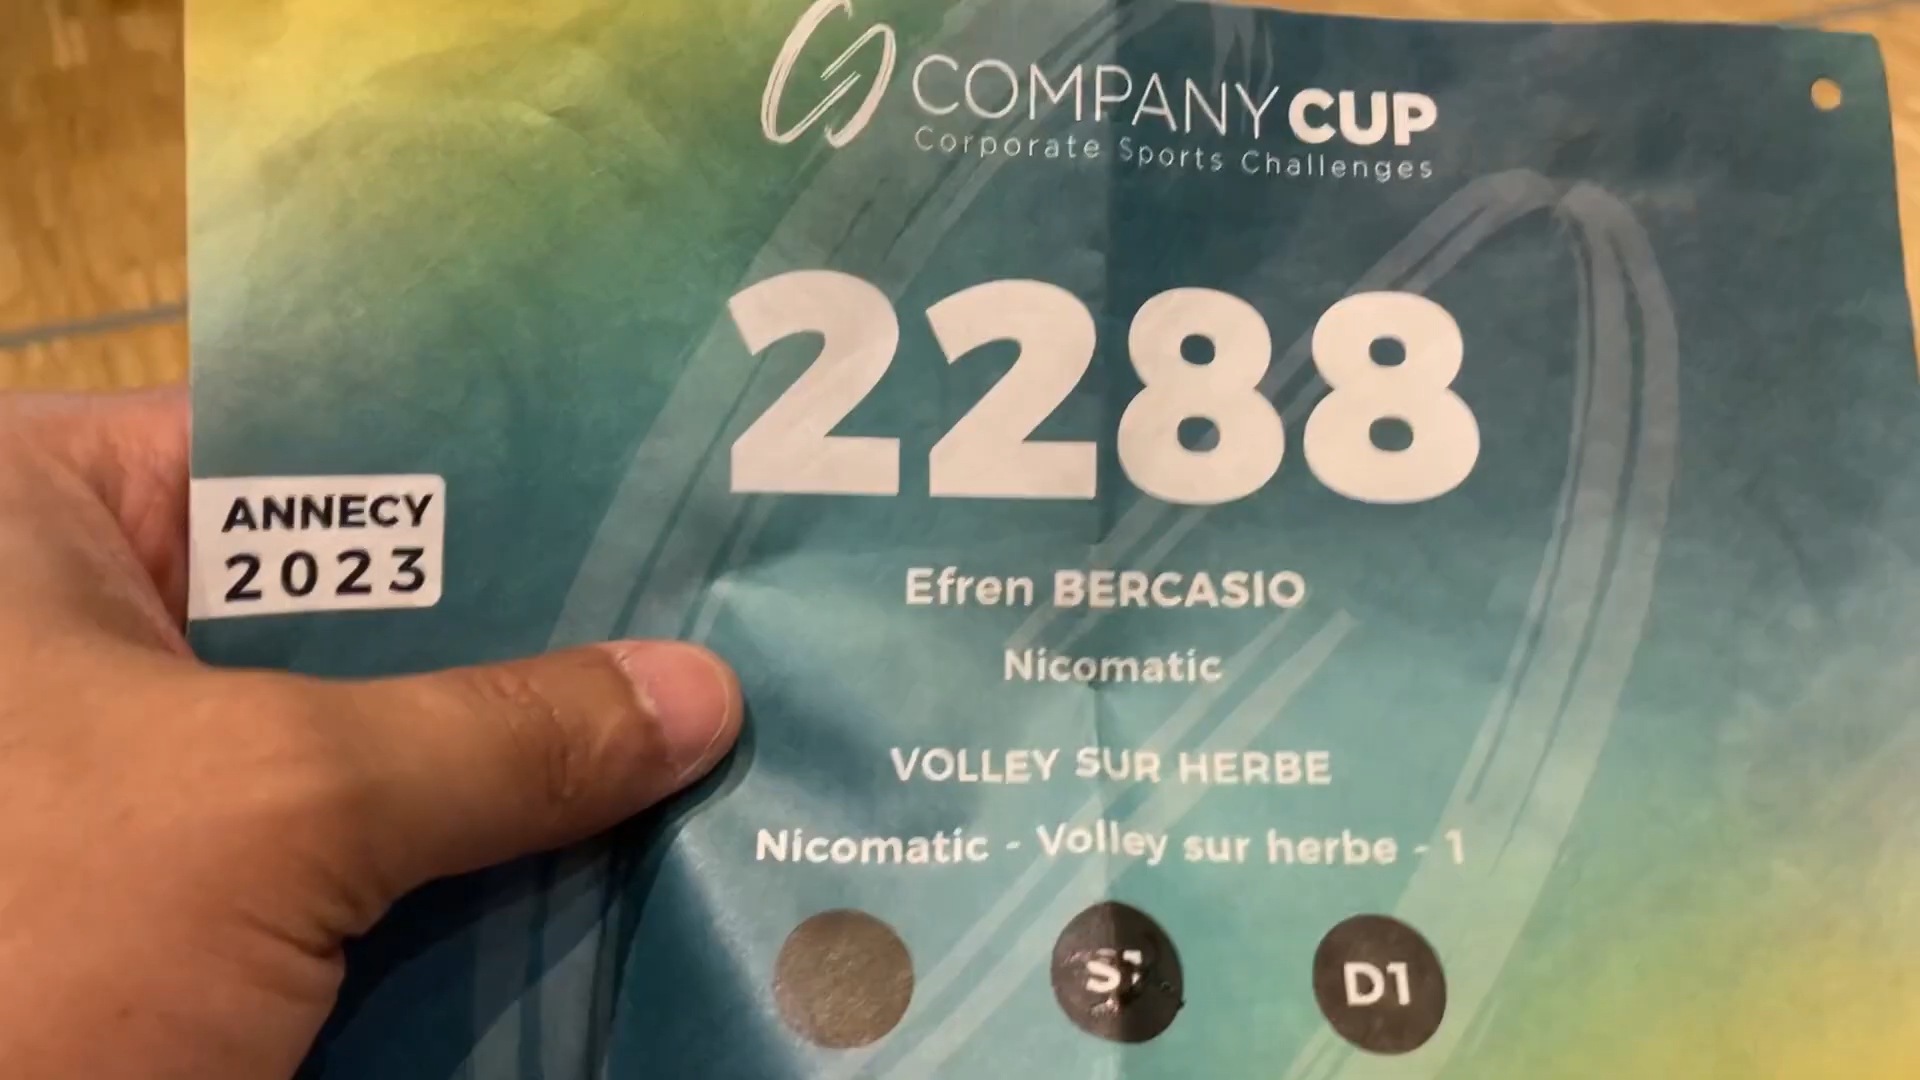 COMPANY CUP
Corporate Sports Challenges
2288
ANNECY
2023
Efren BERCASIO
Nicomatic
VOLLEY SUR HERBE
Nicomatic - Volley sur herbe - 1
D1